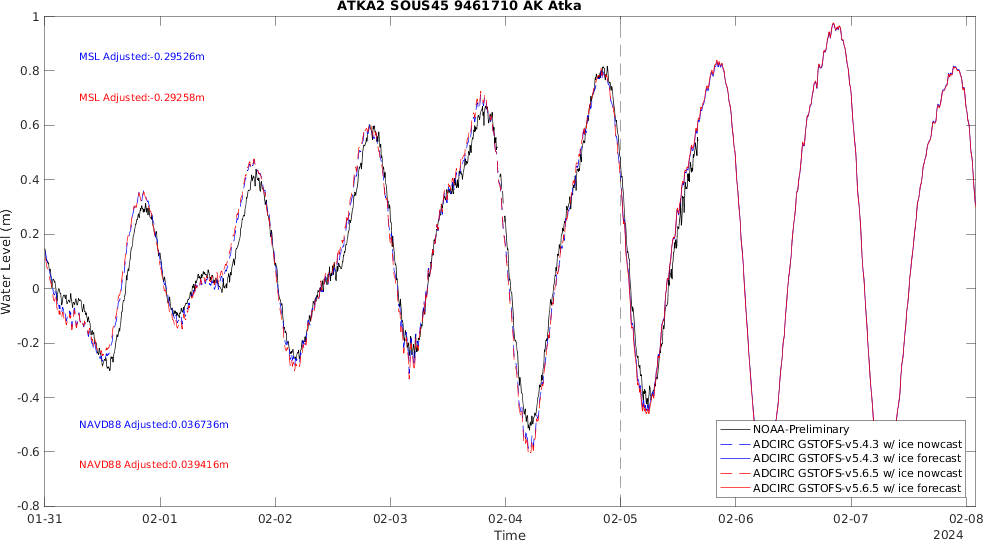 ATKA2 SOUS45 9461710 AK Atka
MSL Adjusted:-0.29526m
MSL Adjusted:-0.29258m
NAVD88 Adjusted:0.036736m
NAVD88 Adjusted:0.039416m
Water Level (m)
1
0.8
0.6
0.4
0.2
0
-0.2
-0.4
-0.6
-0.8
NOAA-Preliminary
ADCIRC GSTOFS-v5.4.3 w/ ice nowcast
ADCIRC GSTOFS-v5.4.3 w/ ice forecast
ADCIRC GSTOFS-v5.6.5 w/ ice nowcast
ADCIRC GSTOFS-v5.6.5 w/ ice forecast
01-31 02-01 02-02 02-03 02-04 02-05 02-06 02-07 02-08
Time
2024